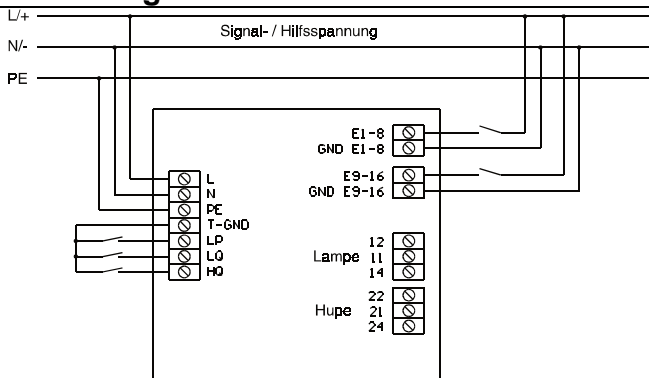 L/+
Signal- / Hilfsspannung
N/-
PE
E1-8
GND E1-8
L
N
PE
T-GND
LP
LQ
HQ
E9-16
GND E9-16
Lampe
12
11
14
Hupe
22
21
24